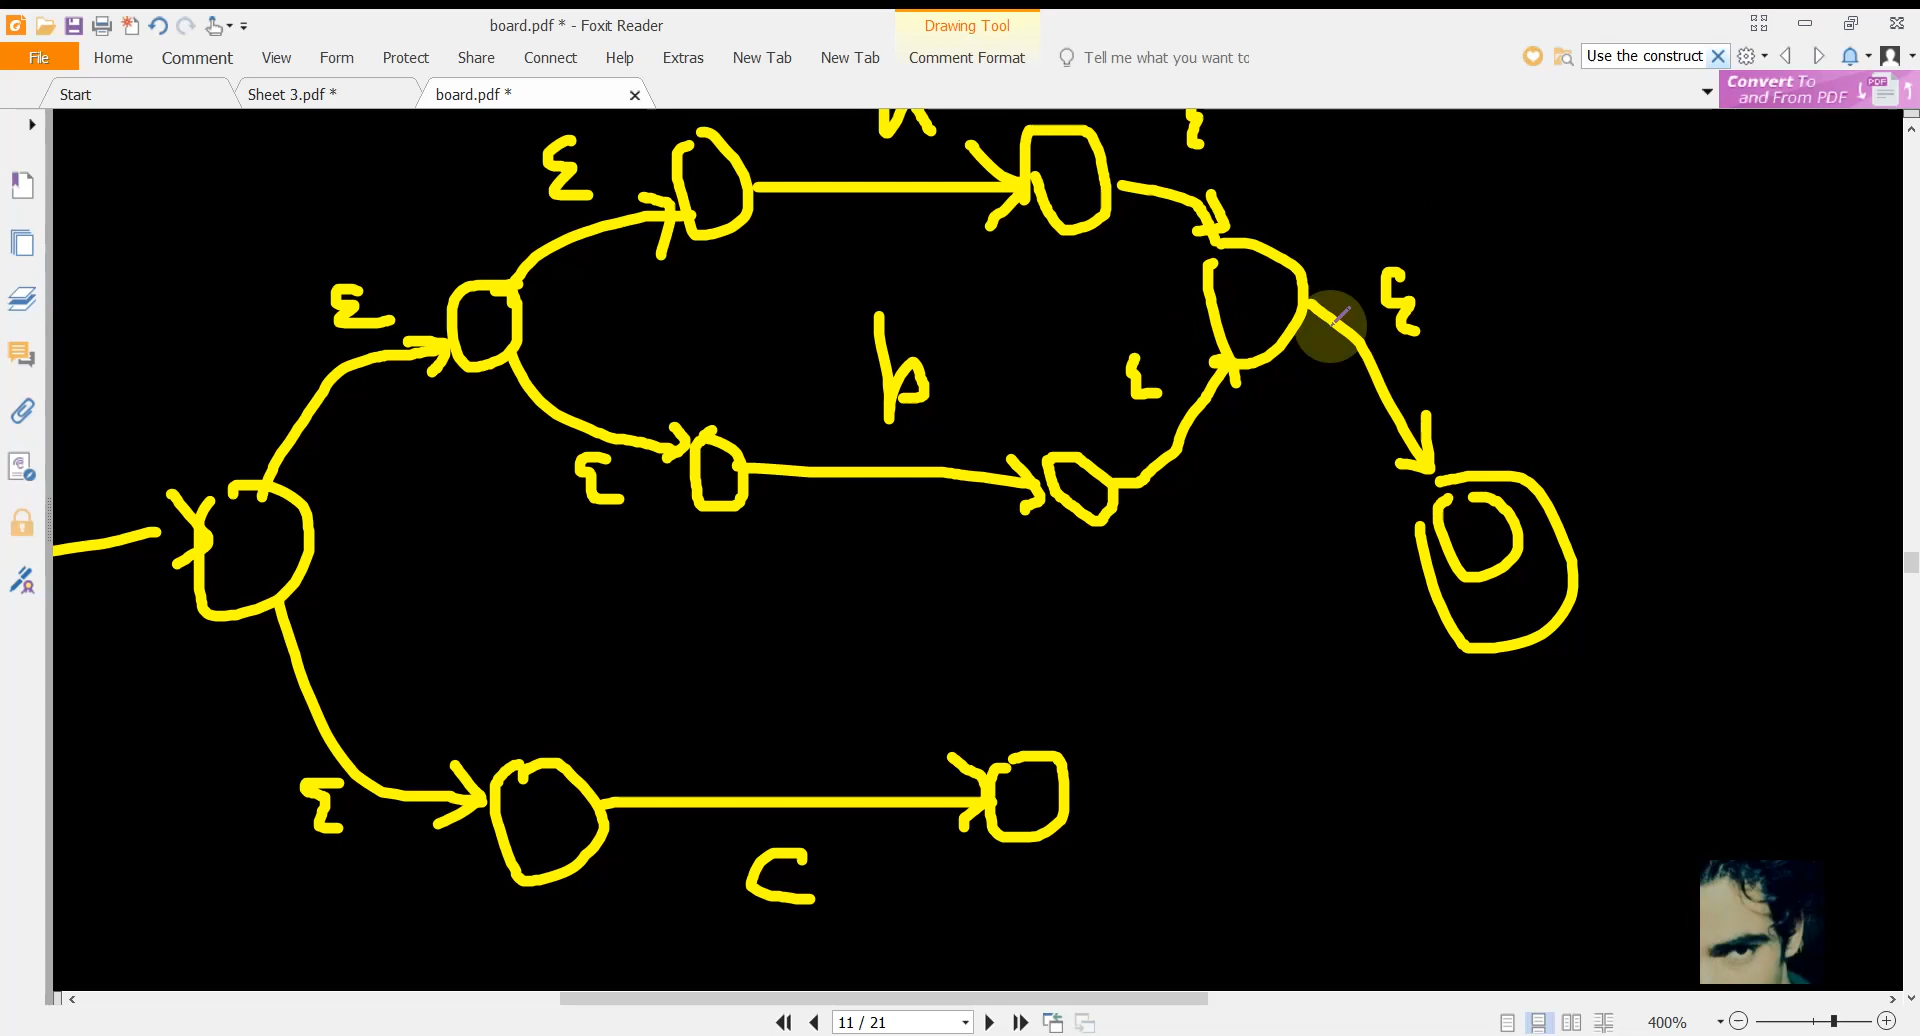 board.pdf * - Foxit Reader
Drawing Tool
File
Home
Comment
View
Form
Protect
Share
Connect
Help
Extras
New Tab
New Tab
Comment Format
Tell me what you want to
Use the construct
Start
Sheet 3.pdf *
board.pdf *
Convert To
and From PDF
PDF
ε
ε
ε
b
ε
ε
ε
C
11 / 21
400%